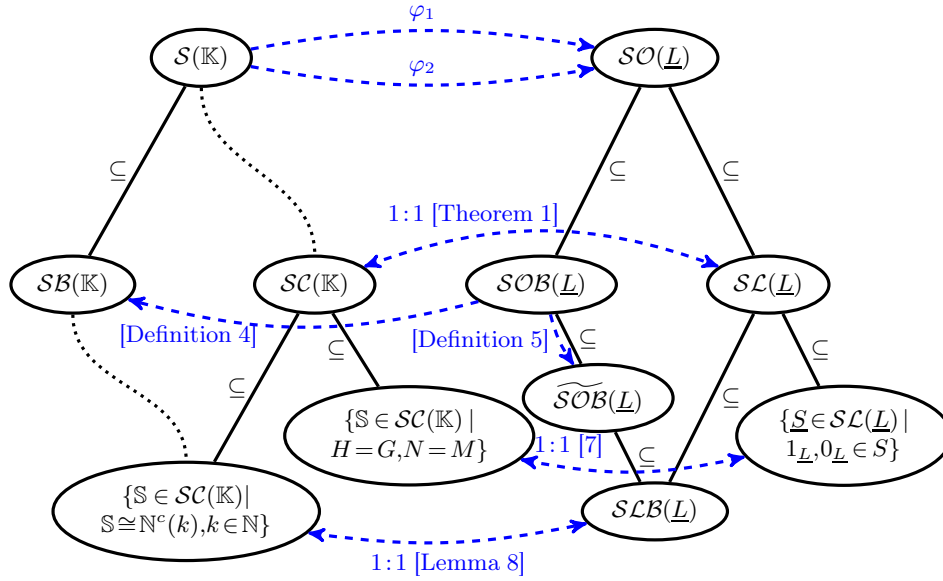 φ₁
𝒮(𝕂)
𝒮𝒪(L̲)
φ₂
⊆
⊆
⊆
1:1 [Theorem 1]
𝒮ℬ(𝕂)
𝒮𝒞(𝕂)
𝒮𝒪ℬ(L̲)
𝒮ℒ(L̲)
[Definition 4]
[Definition 5]
⊆
⊆
⊆
⊆
⊆
𝒮𝒪ℬ͠(L̲)
{𝕊 ∈ 𝒮𝒞(𝕂) |
H = G, N = M}
{S̲ ∈ 𝒮ℒ(L̲) |
1_L̲, 0_L̲ ∈ S}
1:1 [7]
⊆
{𝕊 ∈ 𝒮𝒞(𝕂)|
𝕊 ≅ ℕᶜ(k), k ∈ ℕ}
𝒮ℒℬ(L̲)
1:1 [Lemma 8]